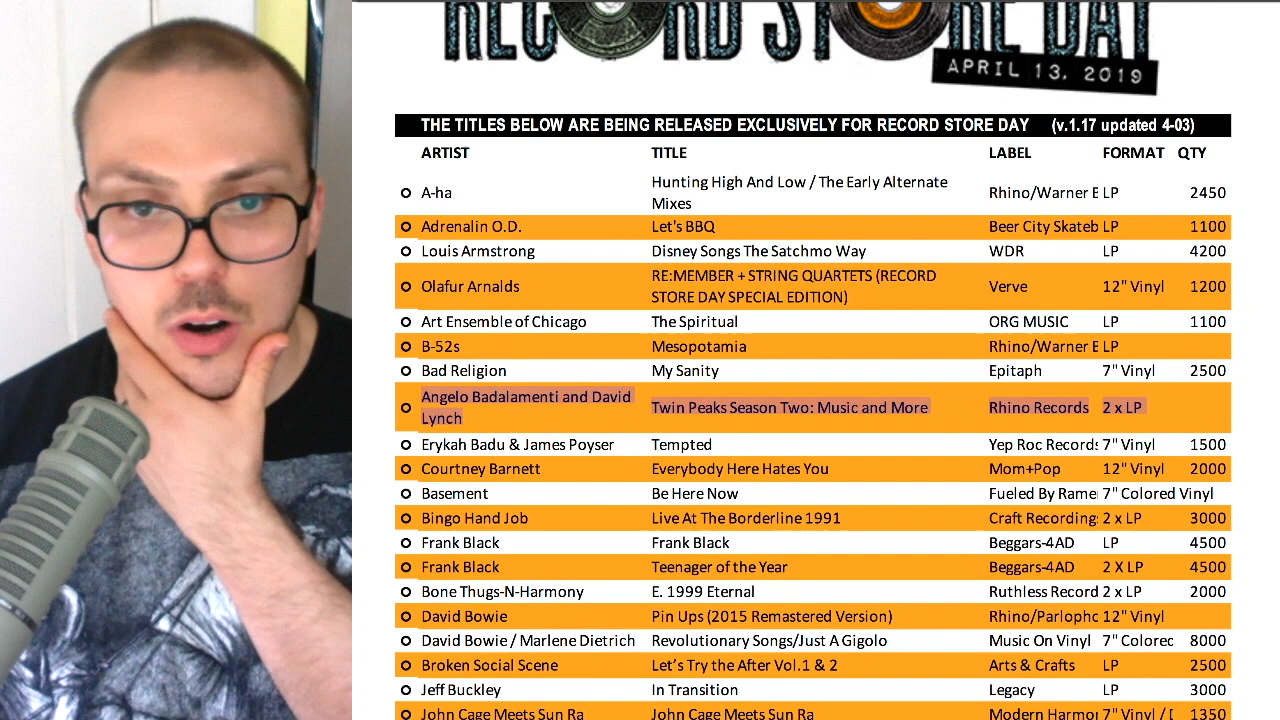 RECORD STORE DAY
APRIL 13, 2019
THE TITLES BELOW ARE BEING RELEASED EXCLUSIVELY FOR RECORD STORE DAY (v.1.17 updated 4-03)
ARTIST TITLE LABEL FORMAT QTY
A-ha Hunting High And Low / The Early Alternate Mixes Rhino/Warner E LP 2450
Adrenalin O.D. Let's BBQ Beer City Skateb LP 1100
Louis Armstrong Disney Songs The Satchmo Way WDR LP 4200
Olafur Arnalds RE:MEMBER + STRING QUARTETS (RECORD STORE DAY SPECIAL EDITION) Verve 12" Vinyl 1200
Art Ensemble of Chicago The Spiritual ORG MUSIC LP 1100
B-52s Mesopotamia Rhino/Warner E LP
Bad Religion My Sanity Epitaph 7" Vinyl 2500
Angelo Badalamenti and David Lynch Twin Peaks Season Two: Music and More Rhino Records 2 x LP
Erykah Badu & James Poyser Tempted Yep Roc Records 7" Vinyl 1500
Courtney Barnett Everybody Here Hates You Mom+Pop 12" Vinyl 2000
Basement Be Here Now Fueled By Rame 7" Colored Vinyl
Bingo Hand Job Live At The Borderline 1991 Craft Recording 2 x LP 3000
Frank Black Frank Black Beggars-4AD LP 4500
Frank Black Teenager of the Year Beggars-4AD 2 X LP 4500
Bone Thugs-N-Harmony E. 1999 Eternal Ruthless Record 2 x LP 2000
David Bowie Pin Ups (2015 Remastered Version) Rhino/Parlopho 12" Vinyl
David Bowie / Marlene Dietrich Revolutionary Songs/Just A Gigolo Music On Vinyl 7" Colorec 8000
Broken Social Scene Let’s Try the After Vol.1 & 2 Arts & Crafts LP 2500
Jeff Buckley In Transition Legacy LP 3000
John Cage Meets Sun Ra John Cage Meets Sun Ra Modern Harmo 7" Vinyl / [ 1350